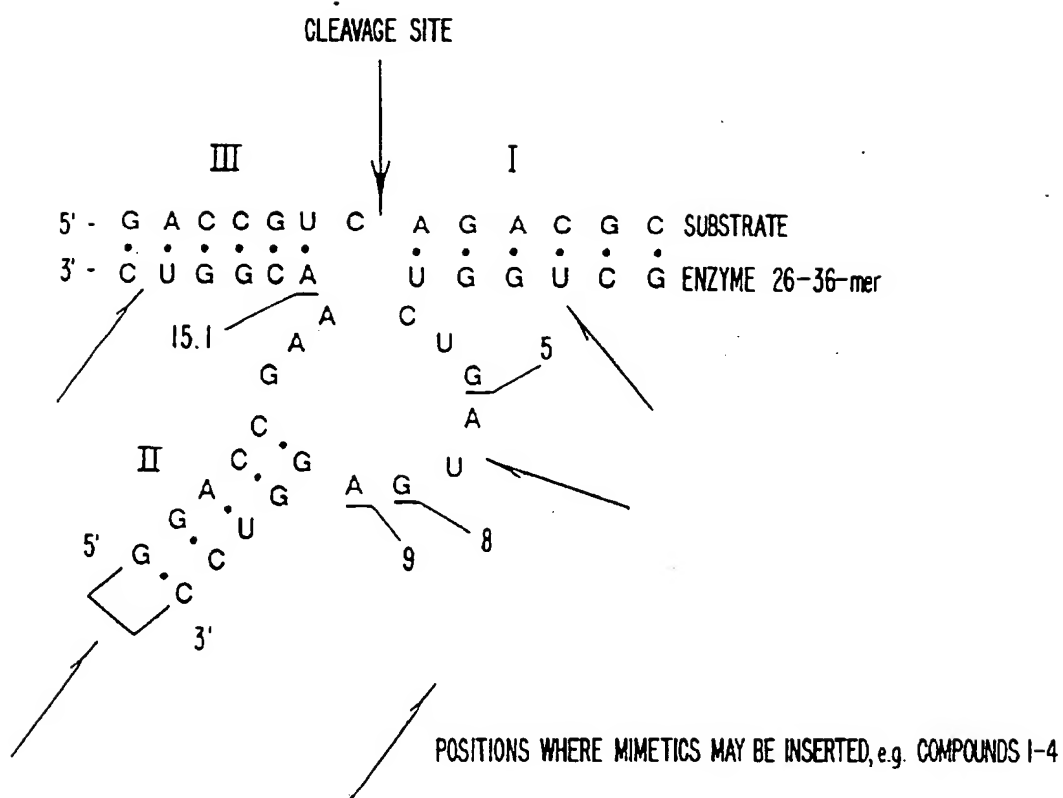 CLEAVAGE SITE
III I
5' - G A C C G U C A G A C G C SUBSTRATE
3' - C U G G C A U G G U C G ENZYME 26-36-mer
15.1 A C
A U 5
G G
C A
II C G U
A G A G
G U 9 8
5' G C
C
3'
POSITIONS WHERE MIMETICS MAY BE INSERTED, e.g. COMPOUNDS 1-4